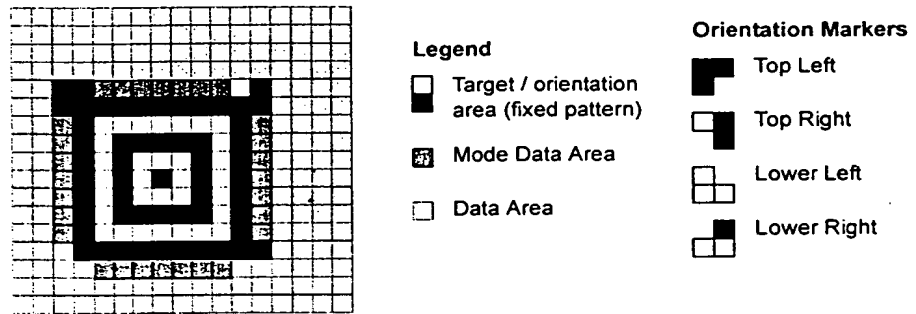 Legend
Target / orientation
area (fixed pattern)
Mode Data Area
Data Area
Orientation Markers
Top Left
Top Right
Lower Left
Lower Right